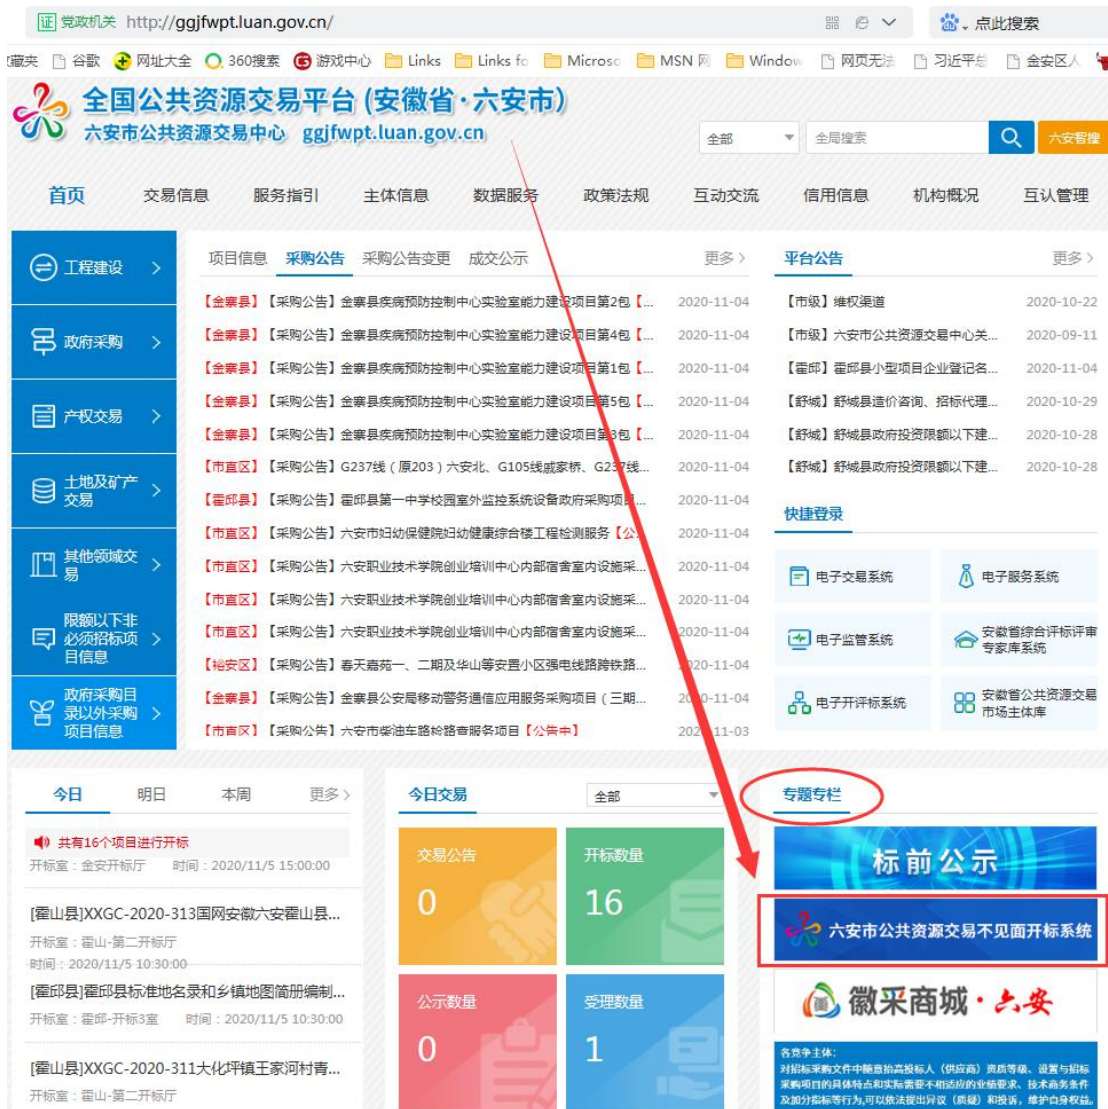 证 党政机关 http://ggjfwpt.luan.gov.cn/
点此搜索
藏夹 谷歌 网址大全 360搜索 游戏中心 Links Links fo Microso MSN 网 Window 网页无法 习近平总 金安区人
全国公共资源交易平台 (安徽省·六安市)
六安市公共资源交易中心 ggjfwpt.luan.gov.cn
全部 全局搜索 六安智搜
首页 交易信息 服务指引 主体信息 数据服务 政策法规 互动交流 信用信息 机构概况 互认管理
工程建设
政府采购
产权交易
土地及矿产
交易
其他领域交
易
限额以下非
必须招标项
目信息
政府采购目
录以外采购
项目信息
项目信息 采购公告 采购公告变更 成交公示 更多
【金寨县】【采购公告】金寨县疾病预防控制中心实验室能力建设项目第2包【... 2020-11-04
【金寨县】【采购公告】金寨县疾病预防控制中心实验室能力建设项目第4包【... 2020-11-04
【金寨县】【采购公告】金寨县疾病预防控制中心实验室能力建设项目第1包【... 2020-11-04
【金寨县】【采购公告】金寨县疾病预防控制中心实验室能力建设项目第5包【... 2020-11-04
【金寨县】【采购公告】金寨县疾病预防控制中心实验室能力建设项目第3包【... 2020-11-04
【市直区】【采购公告】G237线（原203）六安北、G105线戚家桥、G237线... 2020-11-04
【霍邱县】【采购公告】霍邱县第一中学校园室外监控系统设备政府采购项目... 2020-11-04
【市直区】【采购公告】六安市妇幼保健院妇幼健康综合楼工程检测服务【公... 2020-11-04
【市直区】【采购公告】六安职业技术学院创业培训中心内部宿舍室内设施采... 2020-11-04
【市直区】【采购公告】六安职业技术学院创业培训中心内部宿舍室内设施采... 2020-11-04
【市直区】【采购公告】六安职业技术学院创业培训中心内部宿舍室内设施采... 2020-11-04
【裕安区】【采购公告】春天嘉苑一、二期及华山等安置小区强电线路跨铁路... 2020-11-04
【金寨县】【采购公告】金寨县公安局移动警务通信应用服务采购项目（三期... 2020-11-04
【市直区】【采购公告】六安市柴油车路检路查服务项目【公告中】 2020-11-03
平台公告 更多
【市级】维权渠道 2020-10-22
【市级】六安市公共资源交易中心关... 2020-09-11
【霍邱】霍邱县小型项目企业登记名... 2020-11-04
【舒城】舒城县造价咨询、招标代理... 2020-10-29
【舒城】舒城县政府投资限额以下建... 2020-10-28
【舒城】舒城县政府投资限额以下建... 2020-10-28
快捷登录
电子交易系统 电子服务系统
电子监管系统 安徽省综合评标评审
专家库系统
电子开评标系统 安徽省公共资源交易
市场主体库
今日 明日 本周 更多
共有16个项目进行开标
开标室：金安开标厅 时间：2020/11/5 15:00:00
[霍山县]XXGC-2020-313国网安徽六安霍山县...
开标室：霍山-第二开标厅
时间：2020/11/5 10:30:00
[霍邱县]霍邱县标准地名录和乡镇地图简册编制...
开标室：霍邱-开标3室 时间：2020/11/5 10:30:00
[霍山县]XXGC-2020-311大化坪镇王家河村青...
开标室：霍山-第二开标厅
今日交易 全部
交易公告
0
开标数量
16
公示数量
0
受理数量
1
专题专栏
标前公示
六安市公共资源交易不见面开标系统
徽采商城·六安
各竞争主体：
对招标采购文件中随意抬高投标人（供应商）资质等级、设置与招标
采购项目的具体特点和实际需要不相适应的业绩要求、技术商务条件
及加分指标等行为,可以依法提出异议（质疑）和投诉，维护自身权益。